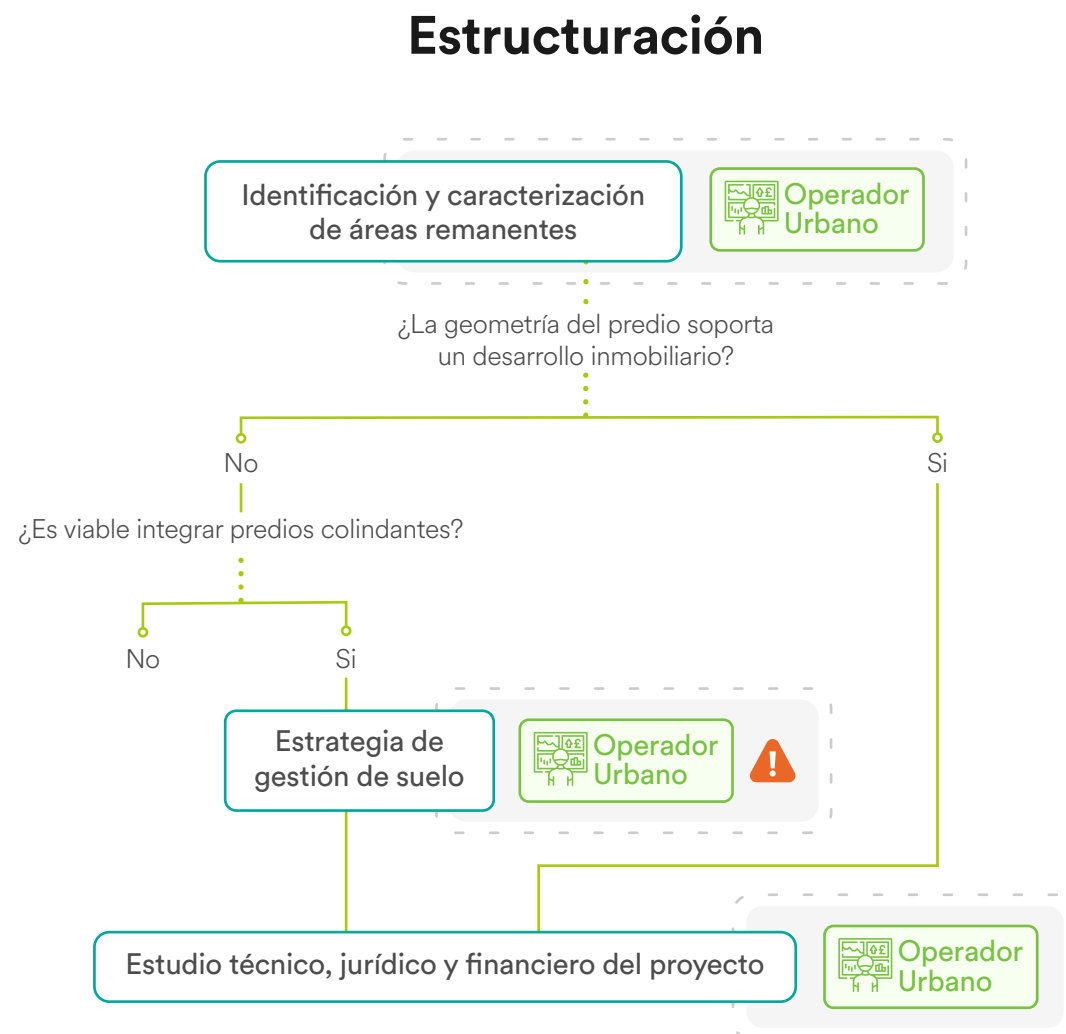 Estructuración
Identificación y caracterización
de áreas remanentes
Operador
Urbano
¿La geometría del predio soporta
un desarrollo inmobiliario?
No
Si
¿Es viable integrar predios colindantes?
No
Si
Estrategia de
gestión de suelo
Operador
Urbano
Estudio técnico, jurídico y financiero del proyecto
Operador
Urbano